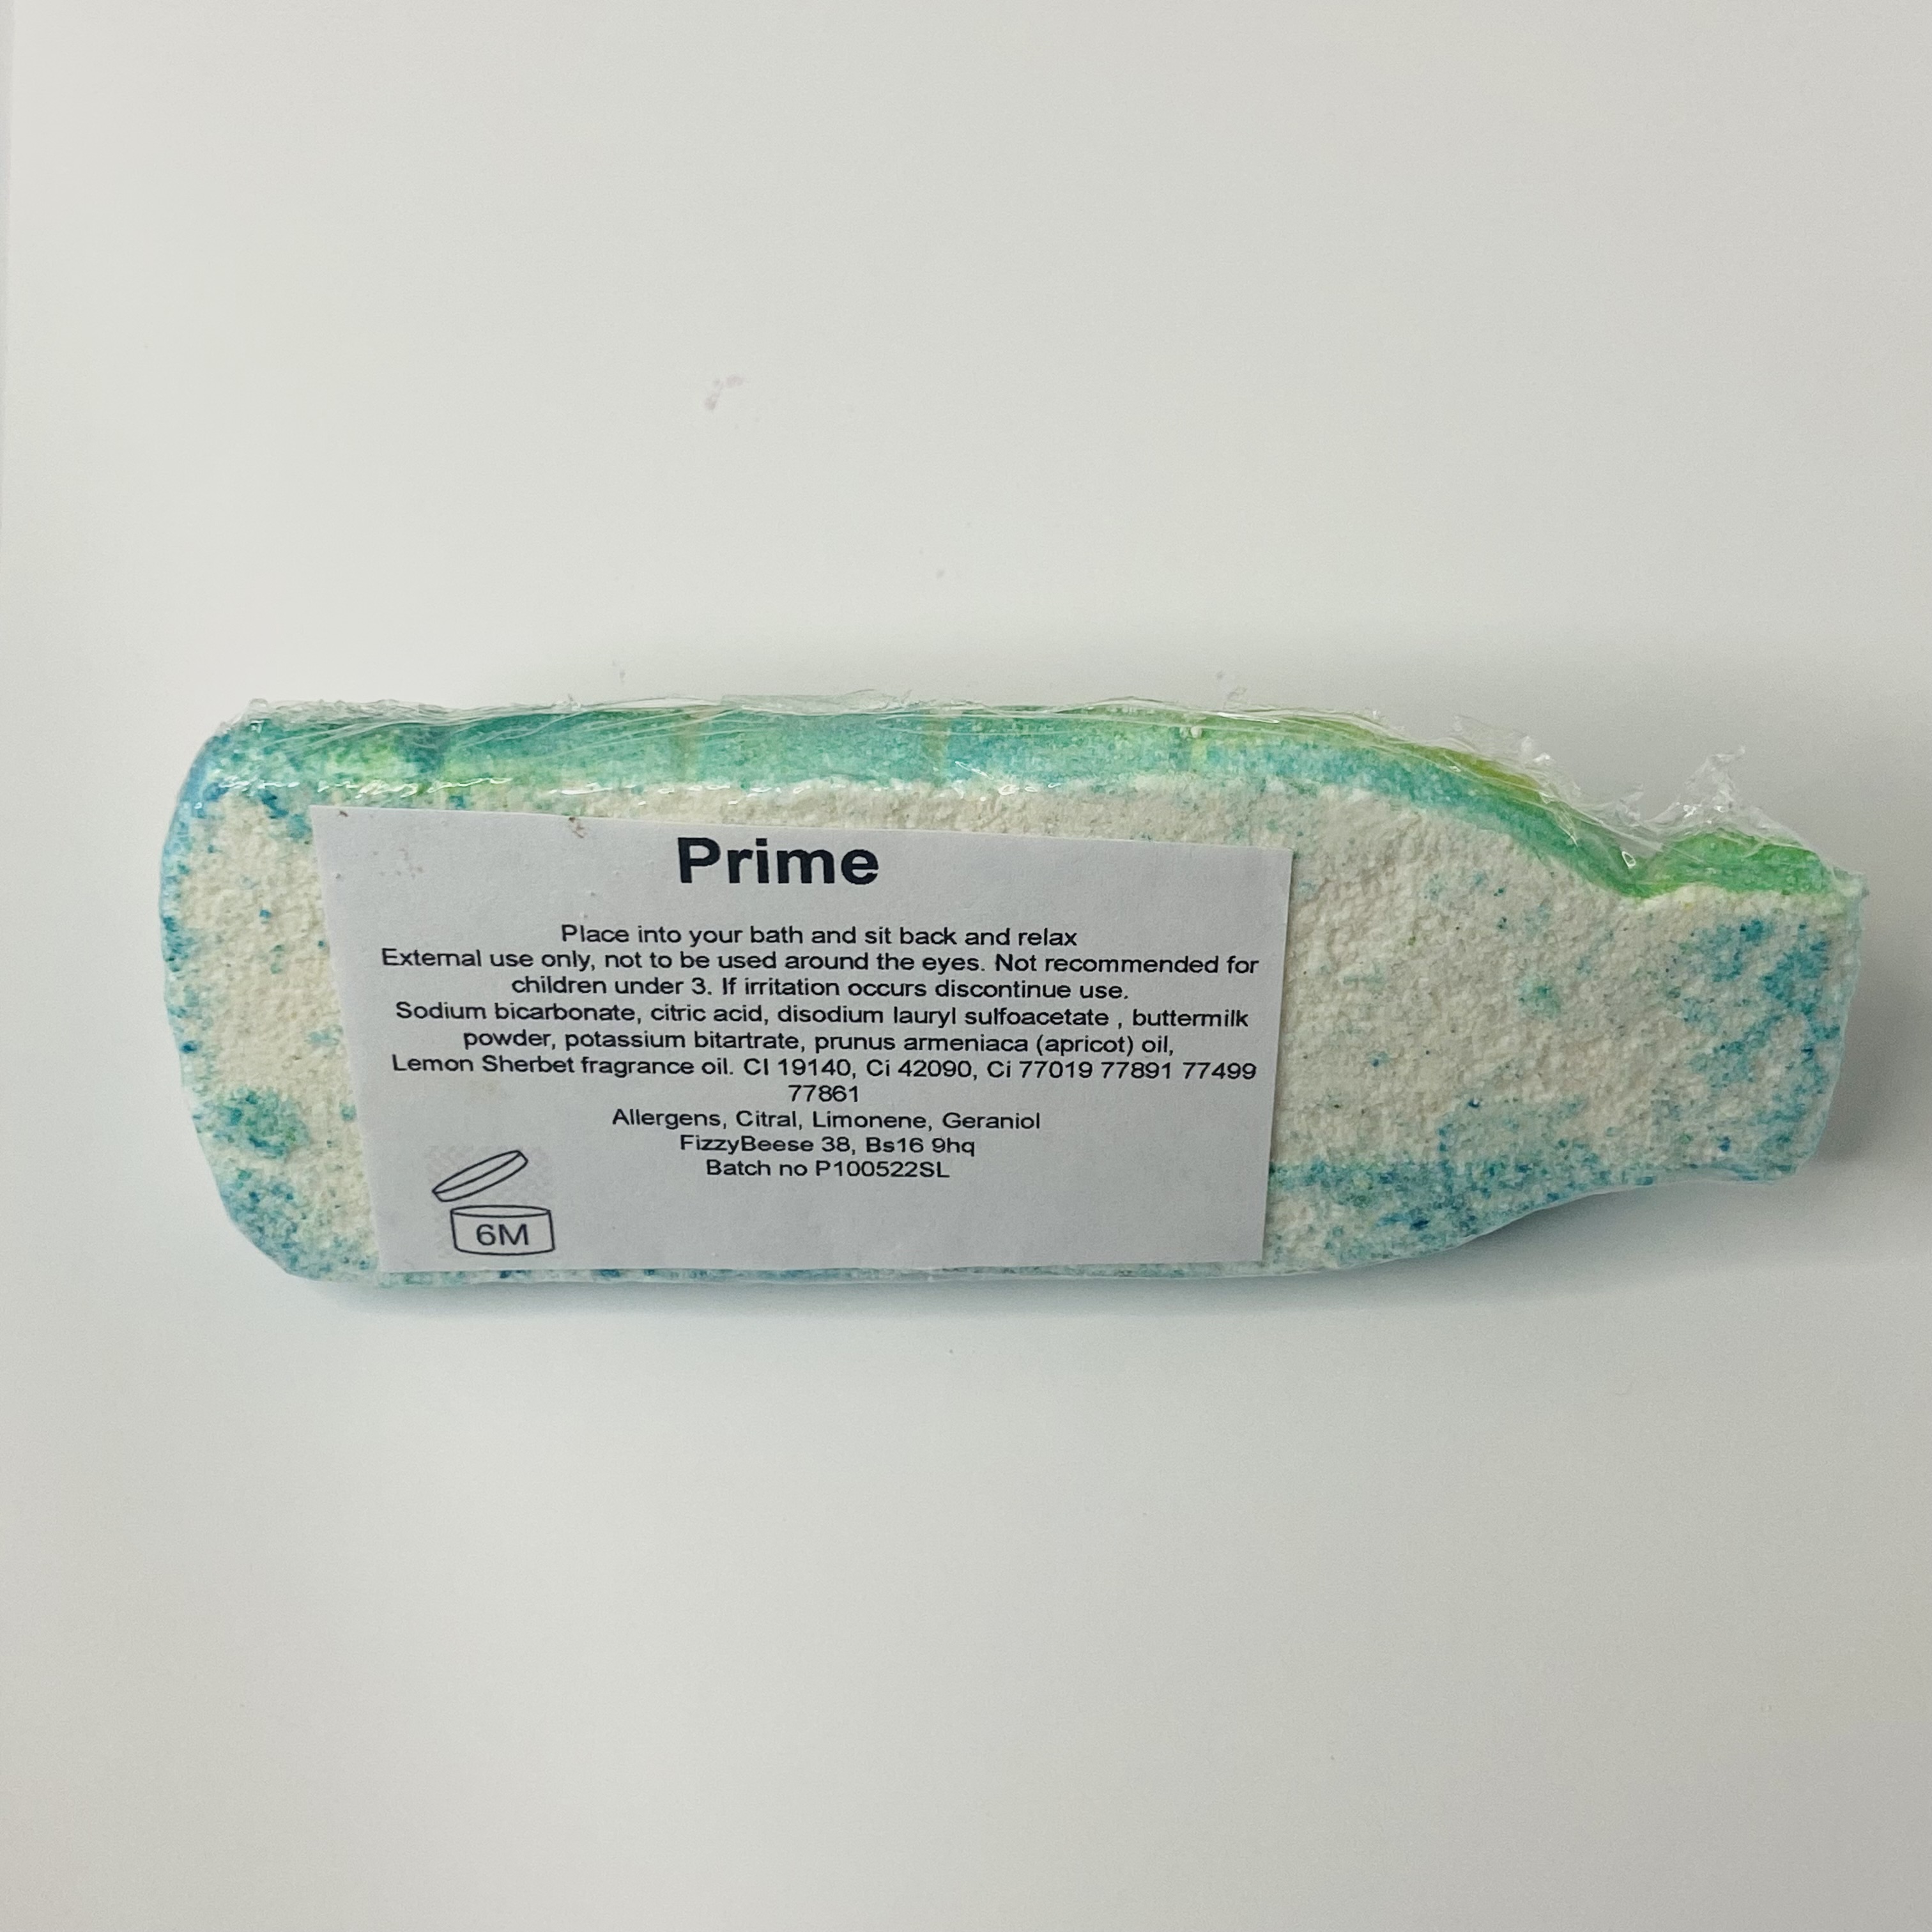 Prime
Place into your bath and sit back and relax
External use only, not to be used around the eyes. Not recommended for
children under 3. If irritation occurs discontinue use.
Sodium bicarbonate, citric acid, disodium lauryl sulfoacetate , buttermilk
powder, potassium bitartrate, prunus armeniaca (apricot) oil,
Lemon Sherbet fragrance oil. CI 19140, Ci 42090, Ci 77019 77891 77499
77861
Allergens, Citral, Limonene, Geraniol
FizzyBeese 38, Bs16 9hq
Batch no P100522SL
6M